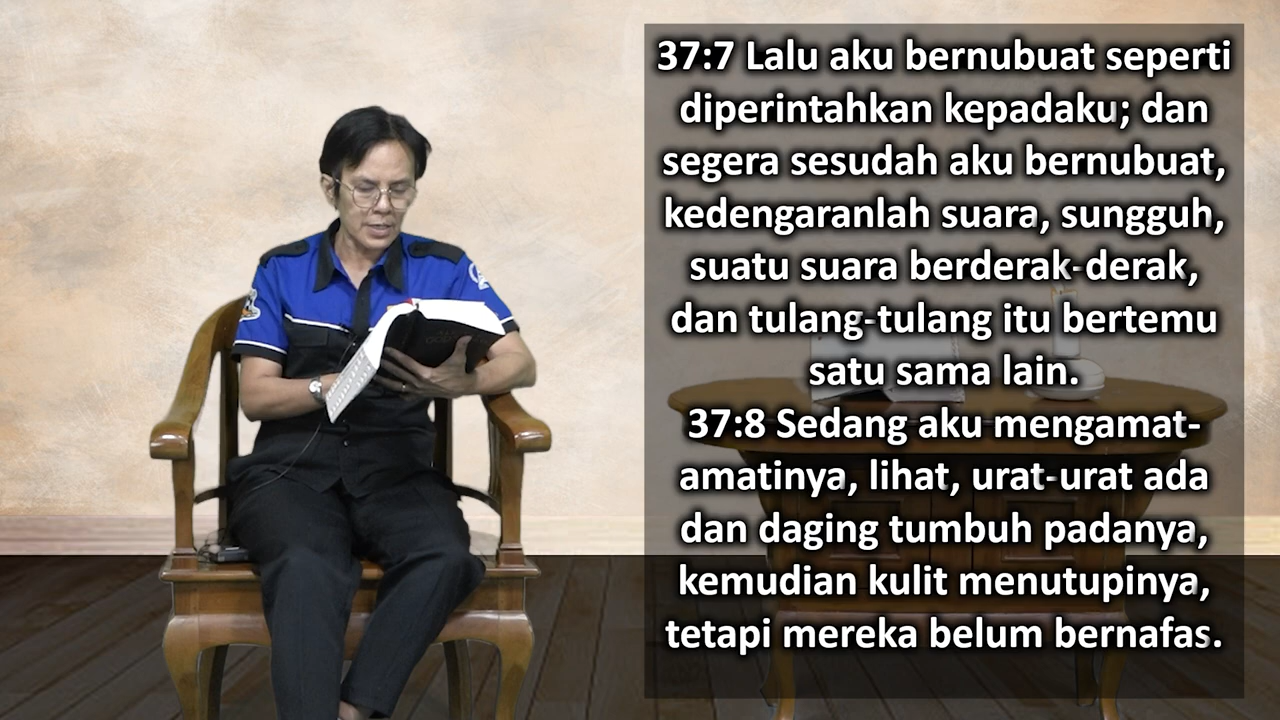 37:7 Lalu aku bernubuat seperti
diperintahkan kepadaku; dan
segera sesudah aku bernubuat,
kedengaranlah suara, sungguh,
suatu suara berderak-derak,
dan tulang-tulang itu bertemu
satu sama lain.
37:8 Sedang aku mengamat-
amatinya, lihat, urat-urat ada
dan daging tumbuh padanya,
kemudian kulit menutupinya,
tetapi mereka belum bernafas.